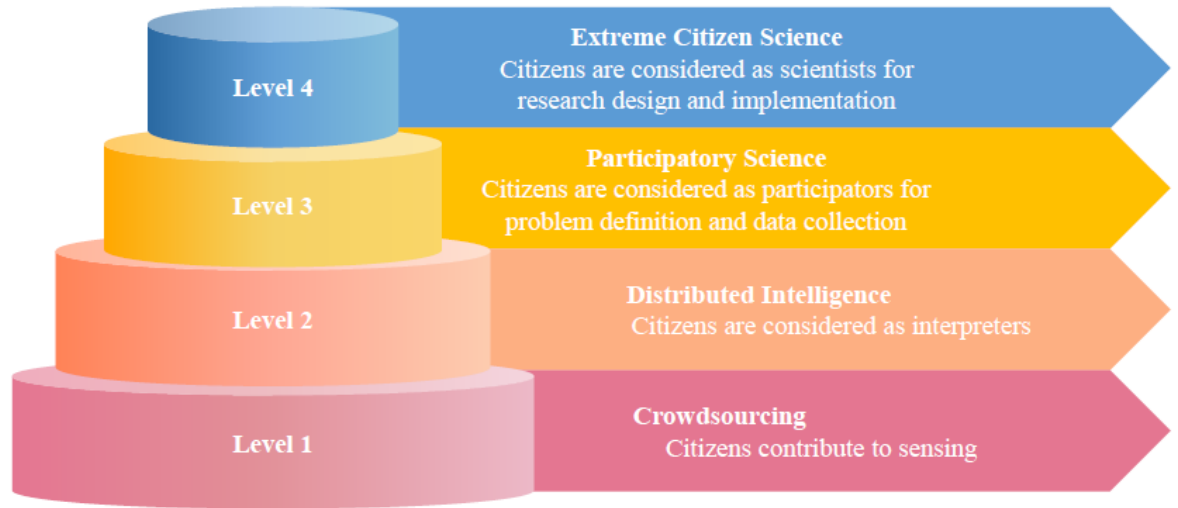 Level 4
Extreme Citizen Science
Citizens are considered as scientists for
research design and implementation
Level 3
Participatory Science
Citizens are considered as participators for
problem definition and data collection
Level 2
Distributed Intelligence
Citizens are considered as interpreters
Level 1
Crowdsourcing
Citizens contribute to sensing